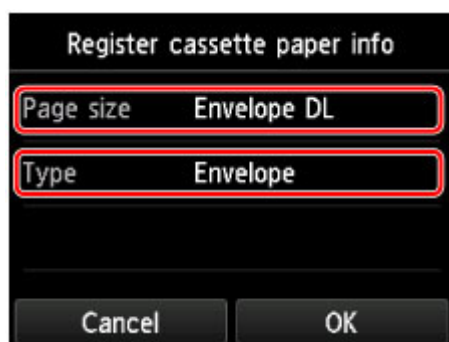 Register cassette paper info
Page size Envelope DL
Type Envelope
Cancel OK